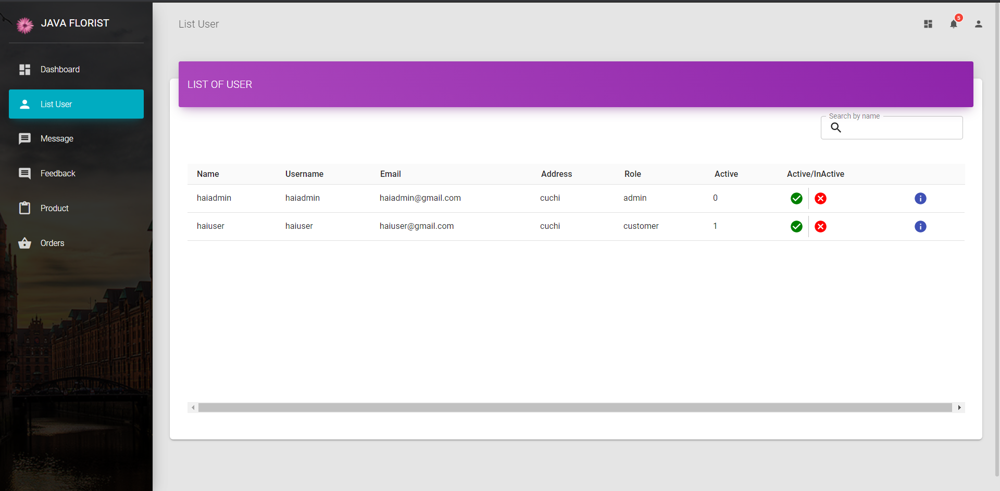 JAVA FLORIST
Dashboard
List User
Message
Feedback
Product
Orders
List User
5
LIST OF USER
Search by name
Name Username Email Address Role Active Active/InActive
haiadmin haiadmin haiadmin@gmail.com cuchi admin 0
haiuser haiuser haiuser@gmail.com cuchi customer 1